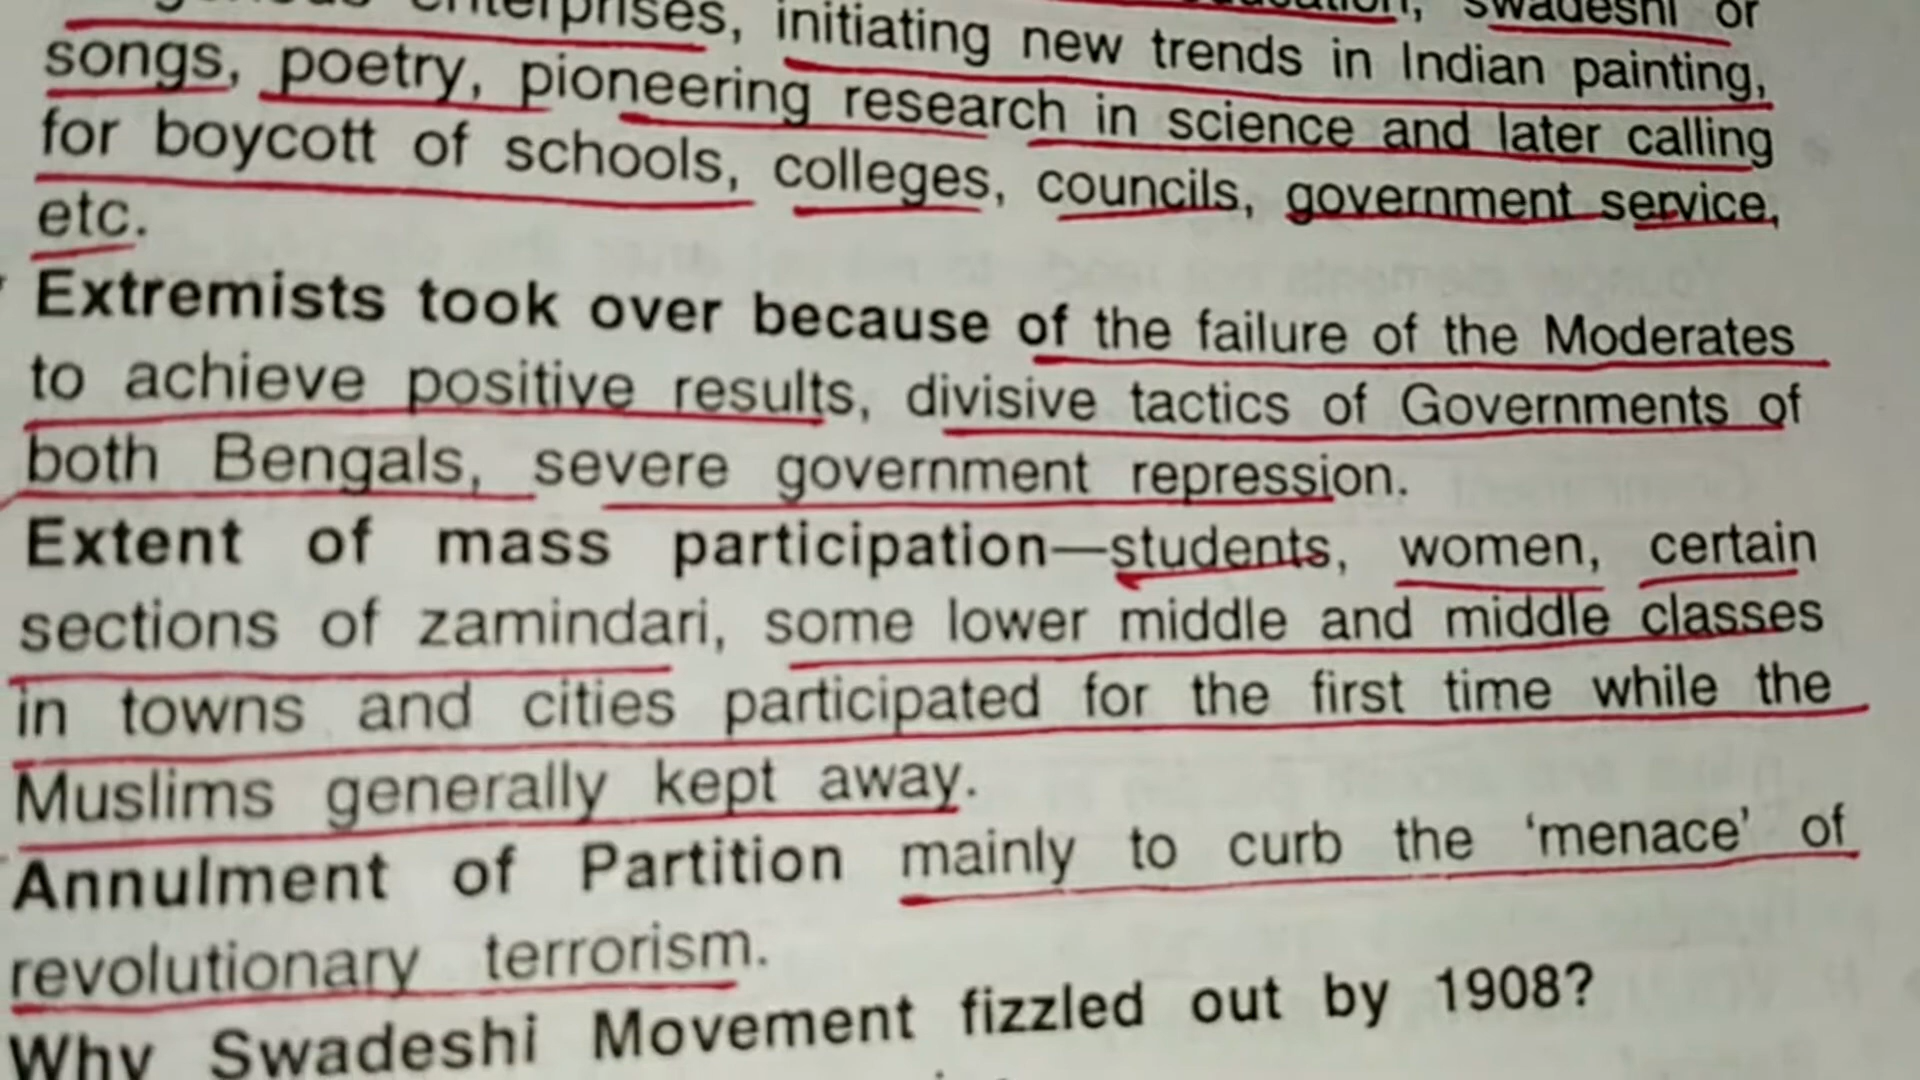 enterprises, education, swadeshi or
songs, poetry, initiating new trends in Indian painting,
pioneering research in science and later calling
for boycott of schools, colleges, councils, government service,
etc.
Extremists took over because of the failure of the Moderates
to achieve positive results, divisive tactics of Governments of
both Bengals, severe government repression.
Extent of mass participation—students, women, certain
sections of zamindari, some lower middle and middle classes
in towns and cities participated for the first time while the
Muslims generally kept away.
Annulment of Partition mainly to curb the ‘menace’ of
revolutionary terrorism.
Why Swadeshi Movement fizzled out by 1908?